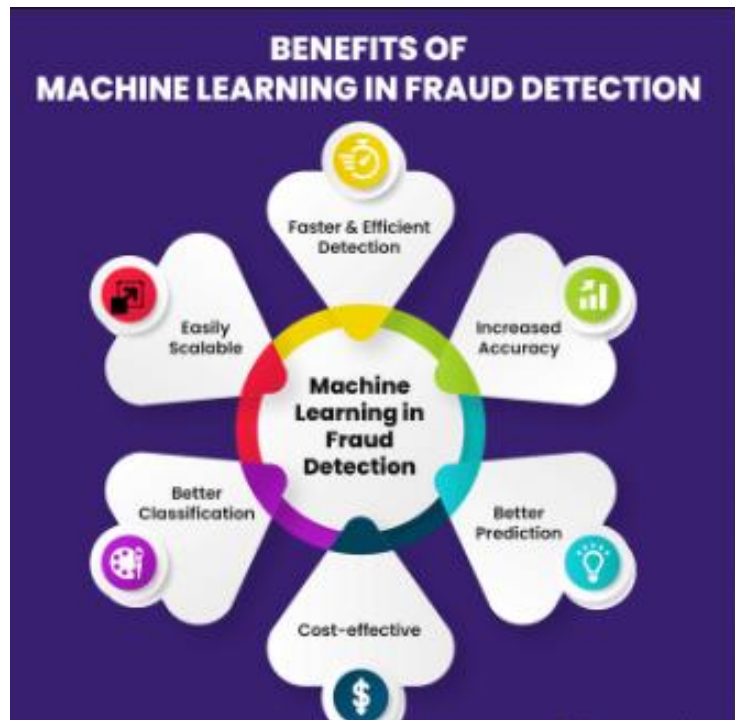 BENEFITS OF
MACHINE LEARNING IN FRAUD DETECTION
Faster & Efficient
Detection
Increased
Accuracy
Better
Prediction
Cost-effective
Better
Classification
Easily
Scalable
Machine
Learning in
Fraud
Detection
$